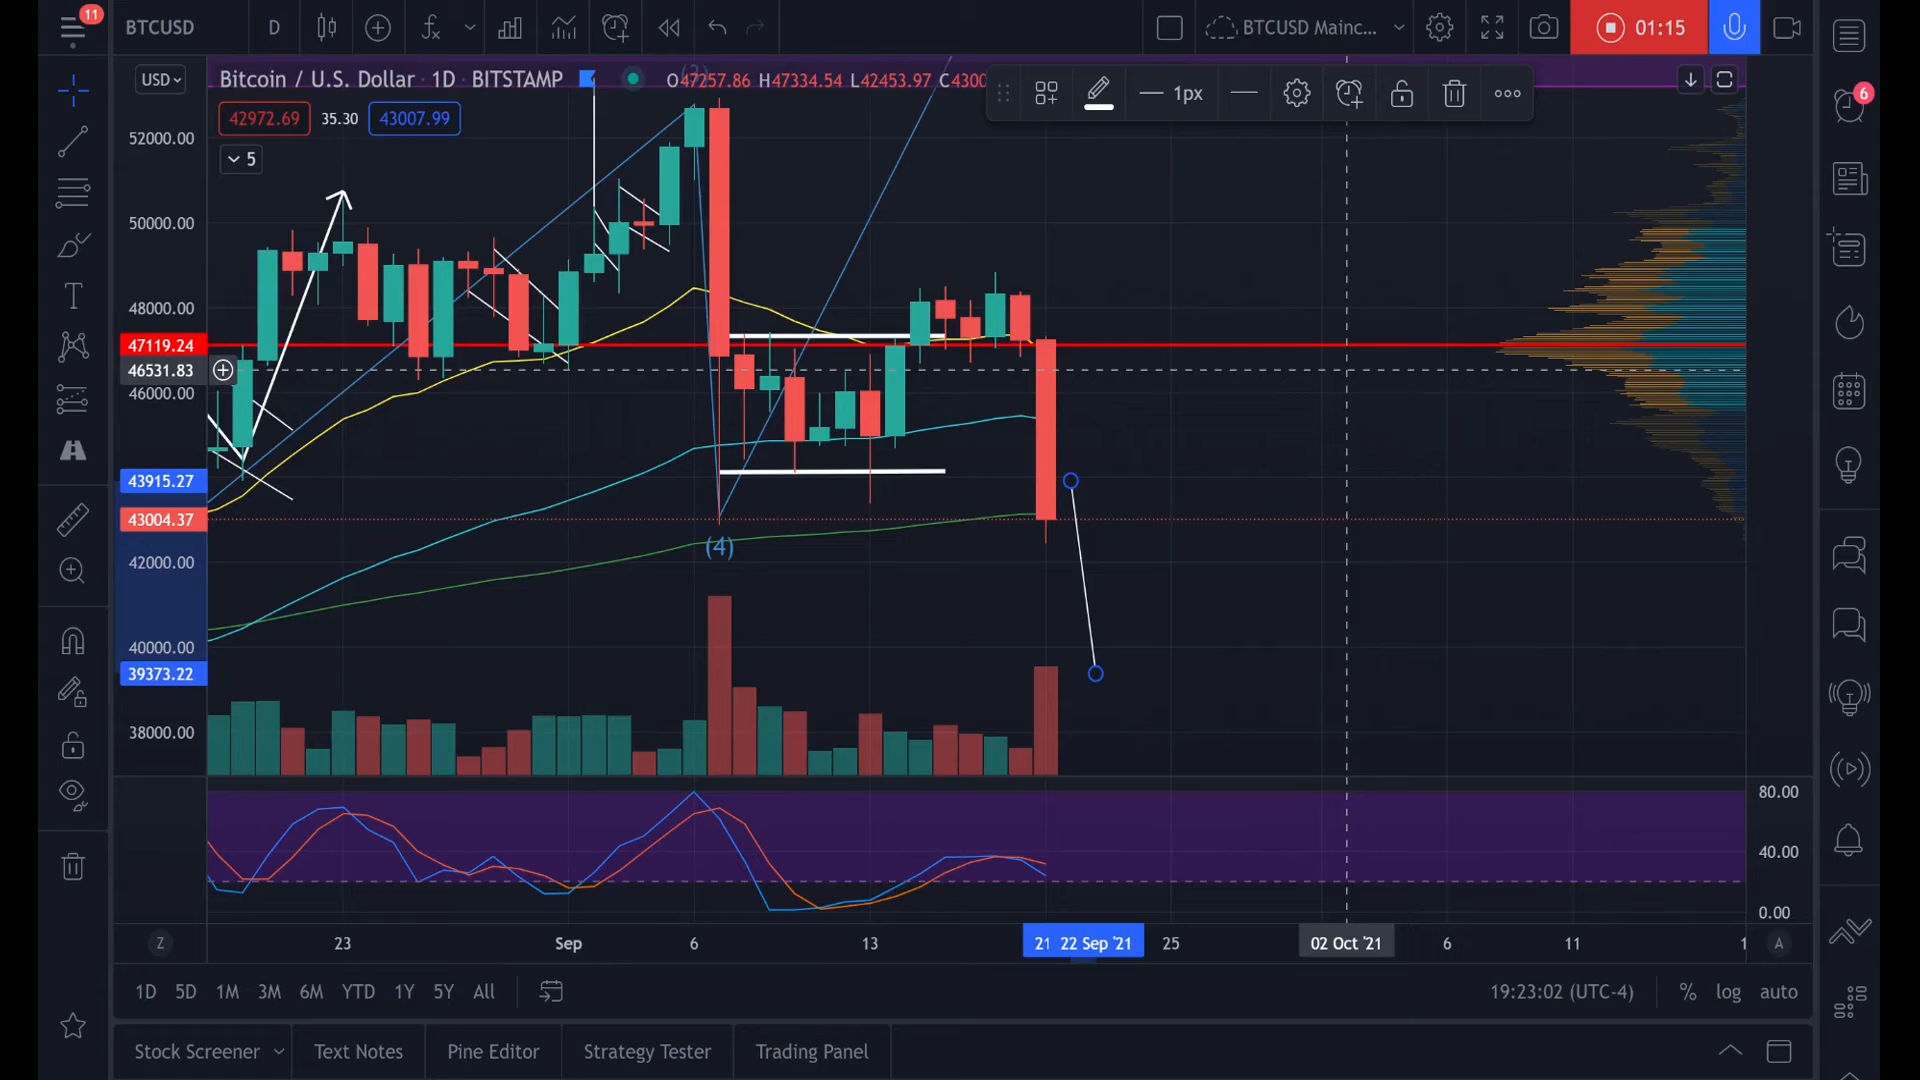 11
BTCUSD
D
BTCUSD Mainc...
01:15
USD
Bitcoin / U.S. Dollar · 1D · BITSTAMP
O47257.86 H47334.54 L42453.97 C4300
1px
6
42972.69
35.30
43007.99
5
52000.00
50000.00
48000.00
47119.24
46531.83
46000.00
43915.27
43004.37
(4)
42000.00
40000.00
39373.22
38000.00
80.00
40.00
0.00
Z
23
Sep
6
13
21
22 Sep '21
25
02 Oct '21
6
11
1
A
1D
5D
1M
3M
6M
YTD
1Y
5Y
All
19:23:02 (UTC-4)
%
log
auto
Stock Screener
Text Notes
Pine Editor
Strategy Tester
Trading Panel